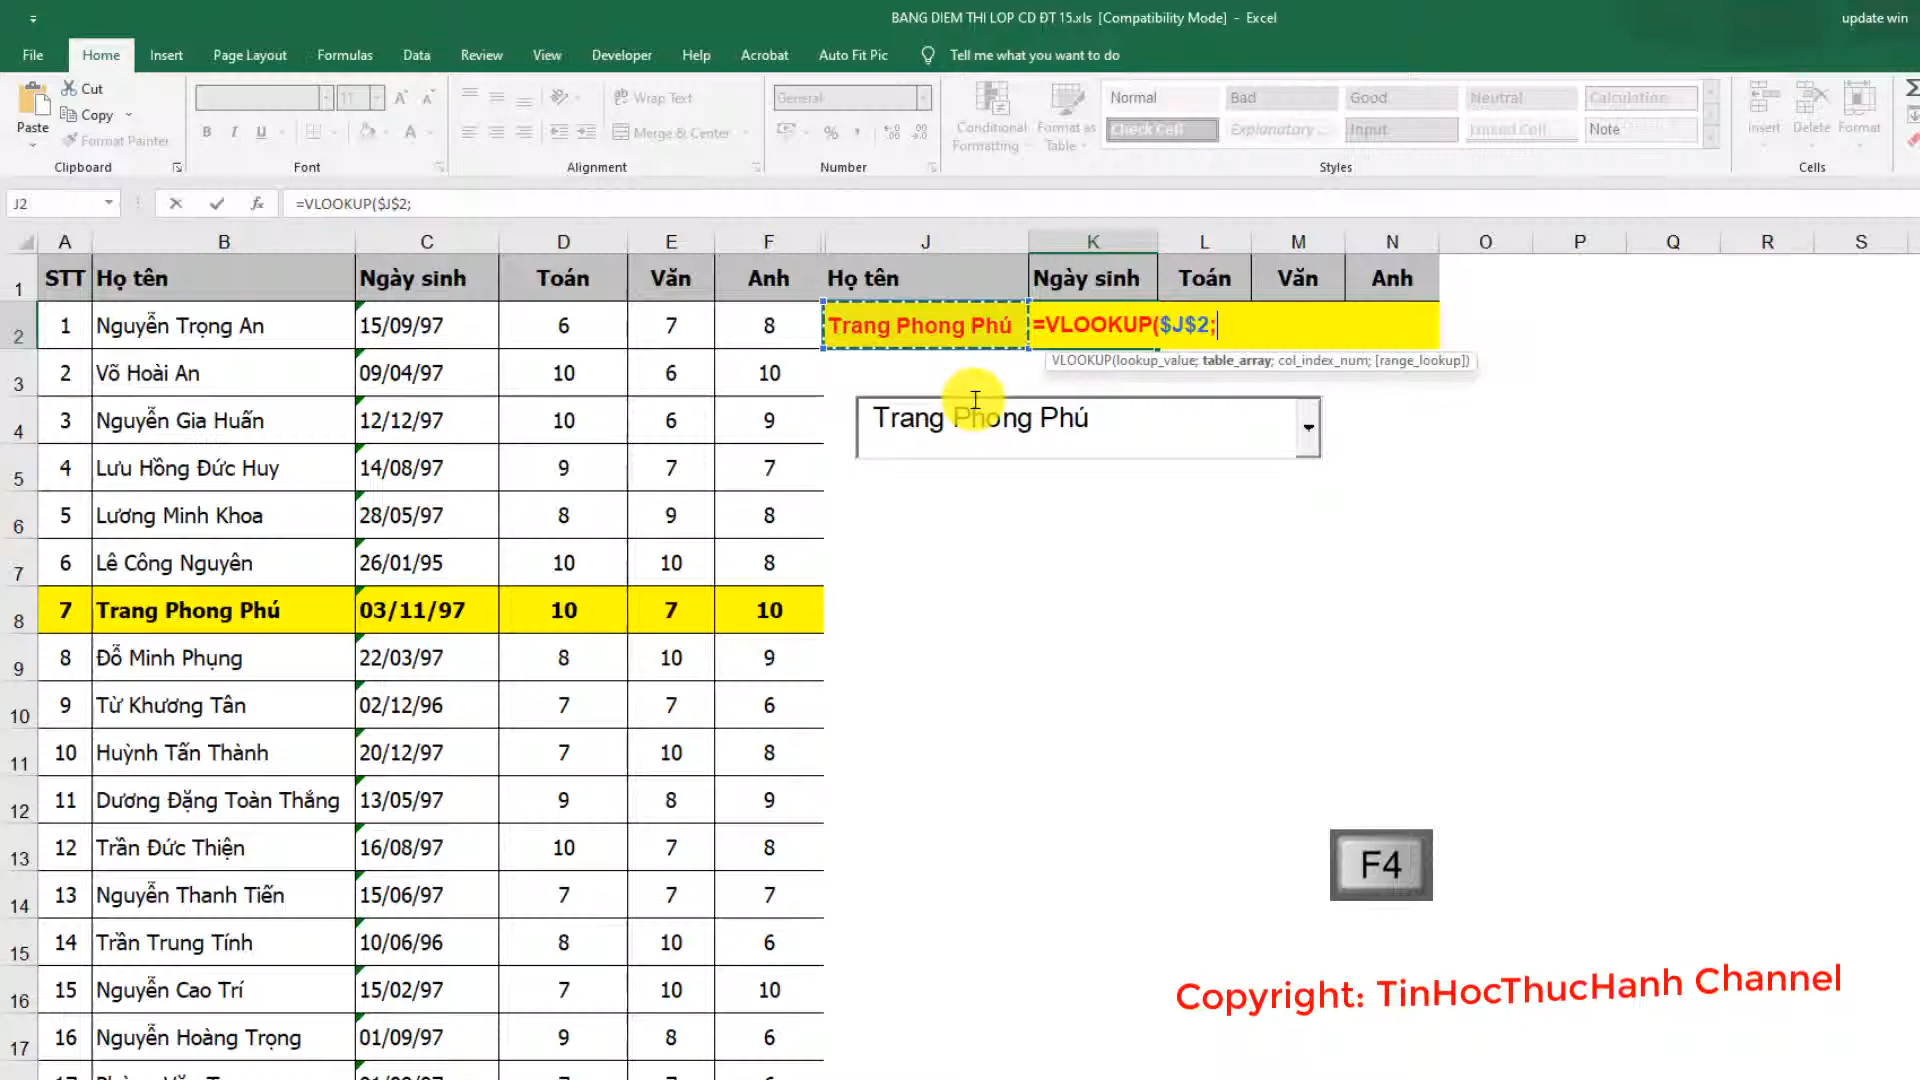 BANG DIEM THI LOP CD ĐT 15.xls [Compatibility Mode] - Excel
update win
File Home Insert Page Layout Formulas Data Review View Developer Help Acrobat Auto Fit Pic Tell me what you want to do
Paste
Cut
Copy
Format Painter
Clipboard
11
B I U
Font
Wrap Text
Merge & Center
Alignment
General
%
Number
Conditional Formatting
Format as Table
Normal Bad Good Neutral Calculation
Check Cell Explanatory ... Input Linked Cell Note
Styles
Insert Delete Format
Cells
J2
fx
=VLOOKUP($J$2;
A B C D E F J K L M N O P Q R S
1 STT Họ tên Ngày sinh Toán Văn Anh Họ tên Ngày sinh Toán Văn Anh
2 1 Nguyễn Trọng An 15/09/97 6 7 8 Trang Phong Phú =VLOOKUP($J$2;
VLOOKUP(lookup_value; table_array; col_index_num; [range_lookup])
3 2 Võ Hoài An 09/04/97 10 6 10
4 3 Nguyễn Gia Huấn 12/12/97 10 6 9 Trang Phong Phú
5 4 Lưu Hồng Đức Huy 14/08/97 9 7 7
6 5 Lương Minh Khoa 28/05/97 8 9 8
7 6 Lê Công Nguyên 26/01/95 10 10 8
8 7 Trang Phong Phú 03/11/97 10 7 10
9 8 Đỗ Minh Phụng 22/03/97 8 10 9
10 9 Từ Khương Tân 02/12/96 7 7 6
11 10 Huỳnh Tấn Thành 20/12/97 7 10 8
12 11 Dương Đặng Toàn Thắng 13/05/97 9 8 9
13 12 Trần Đức Thiện 16/08/97 10 7 8
F4
14 13 Nguyễn Thanh Tiến 15/06/97 7 7 7
15 14 Trần Trung Tính 10/06/96 8 10 6
16 15 Nguyễn Cao Trí 15/02/97 7 10 10
Copyright: TinHocThucHanh Channel
17 16 Nguyễn Hoàng Trọng 01/09/97 9 8 6